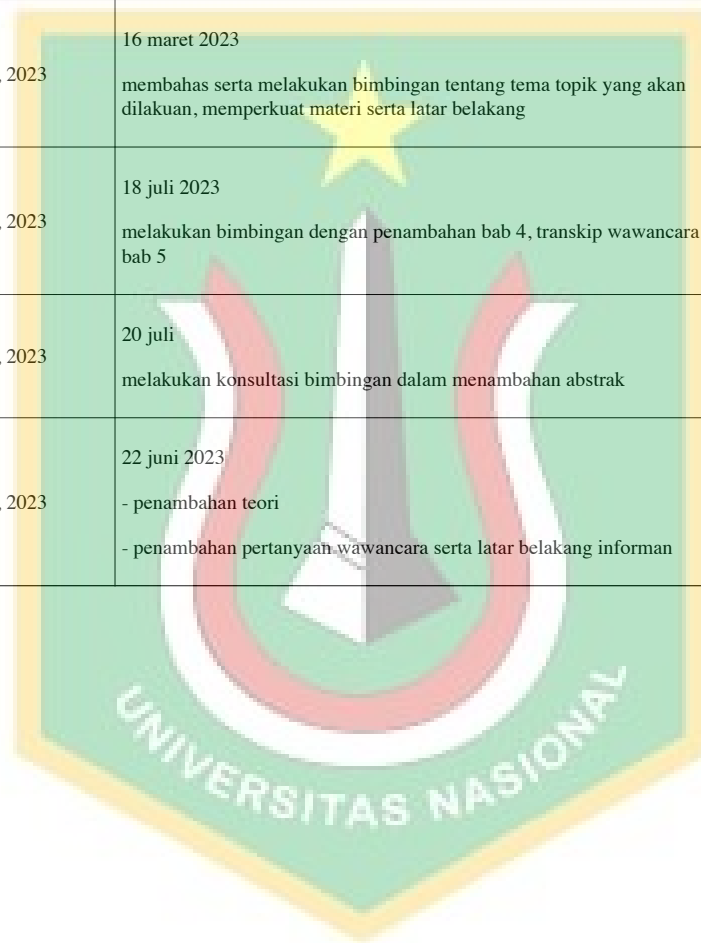 , 2023
16 maret 2023
membahas serta melakukan bimbingan tentang tema topik yang akan
dilakuan, memperkuat materi serta latar belakang
, 2023
18 juli 2023
melakukan bimbingan dengan penambahan bab 4, transkip wawancara
bab 5
, 2023
20 juli
melakukan konsultasi bimbingan dalam menambahan abstrak
, 2023
22 juni 2023
- penambahan teori
- penambahan pertanyaan wawancara serta latar belakang informan
UNIVERSITAS NASIONAL